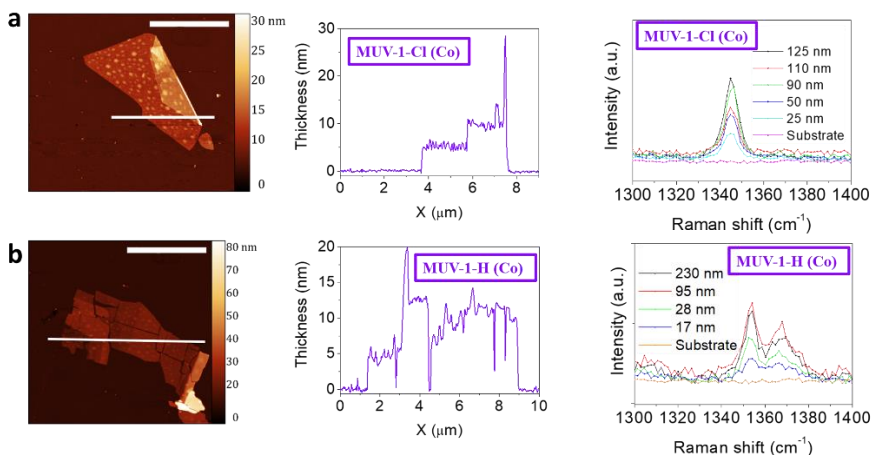 a
30 nm
25
20
15
10
0
Thickness (nm)
30
20
10
0
0 2 4 6 8
X (μm)
MUV-1-Cl (Co)
MUV-1-Cl (Co)
Intensity (a.u.)
125 nm
110 nm
90 nm
50 nm
25 nm
Substrate
1300 1320 1340 1360 1380 1400
Raman shift (cm-1)
b
80 nm
70
60
50
40
30
20
0
Thickness (nm)
20
15
10
5
0
0 2 4 6 8 10
X (μm)
MUV-1-H (Co)
MUV-1-H (Co)
Intensity (a.u.)
230 nm
95 nm
28 nm
17 nm
Substrate
1300 1320 1340 1360 1380 1400
Raman shift (cm-1)